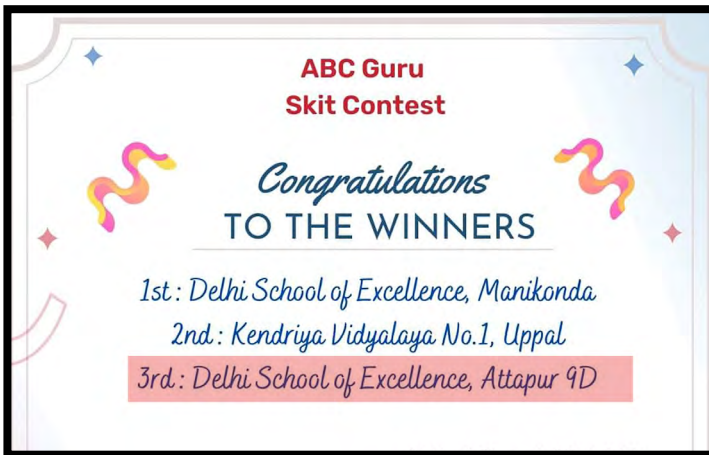 ABC Guru
Skit Contest
Congratulations
TO THE WINNERS
1st : Delhi School of Excellence, Manikonda
2nd : Kendriya Vidyalaya No.1, Uppal
3rd : Delhi School of Excellence, Attapur 9D